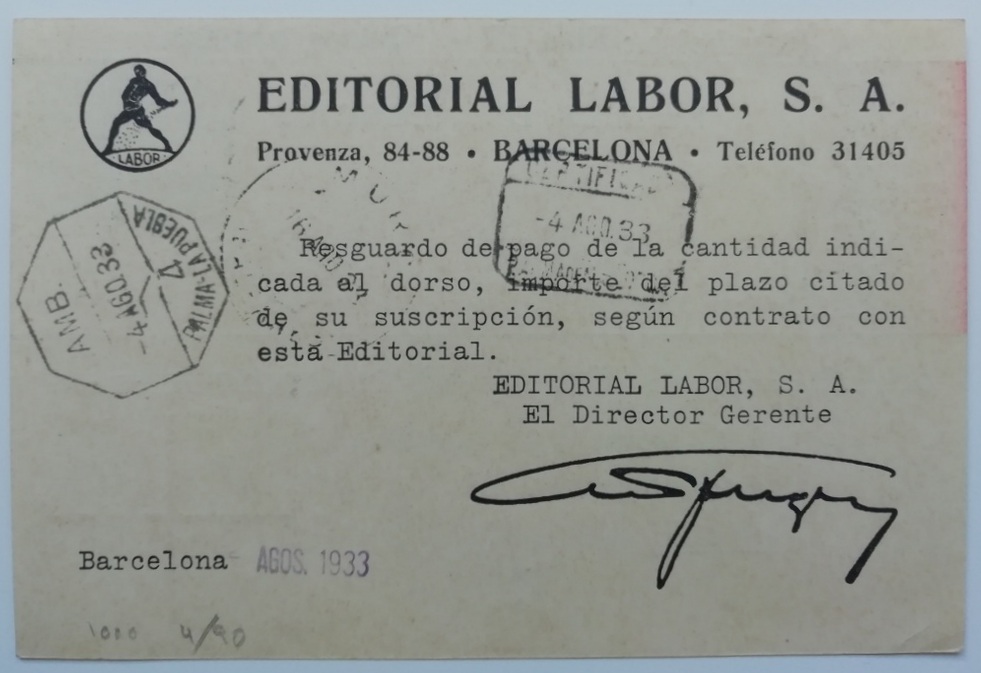 LABOR
EDITORIAL LABOR, S. A.
Provenza, 84-88 • BARCELONA • Teléfono 31405
CERTIFICADO
-4 AGO.33
AMB.
-4 AGO.33
4
PALMA-LA PUEBLA
Resguardo de pago de la cantidad indi-
cada al dorso, importe del plazo citado
de su suscripción, según contrato con
esta Editorial.
EDITORIAL LABOR, S. A.
El Director Gerente
Barcelona AGOS. 1933
1000 4/90